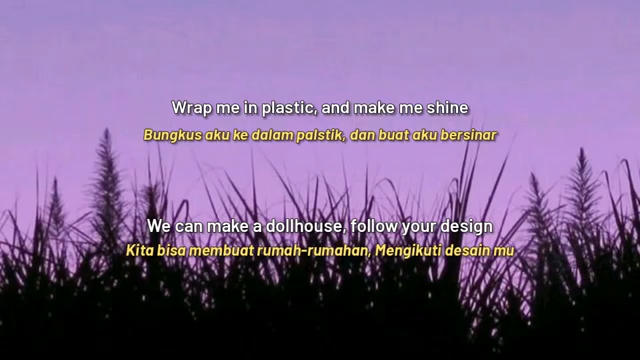 Wrap me in plastic, and make me shine
Bungkus aku ke dalam palstik, dan buat aku bersinar
We can make a dollhouse, follow your design
Kita bisa membuat rumah-rumahan, Mengikuti desain mu